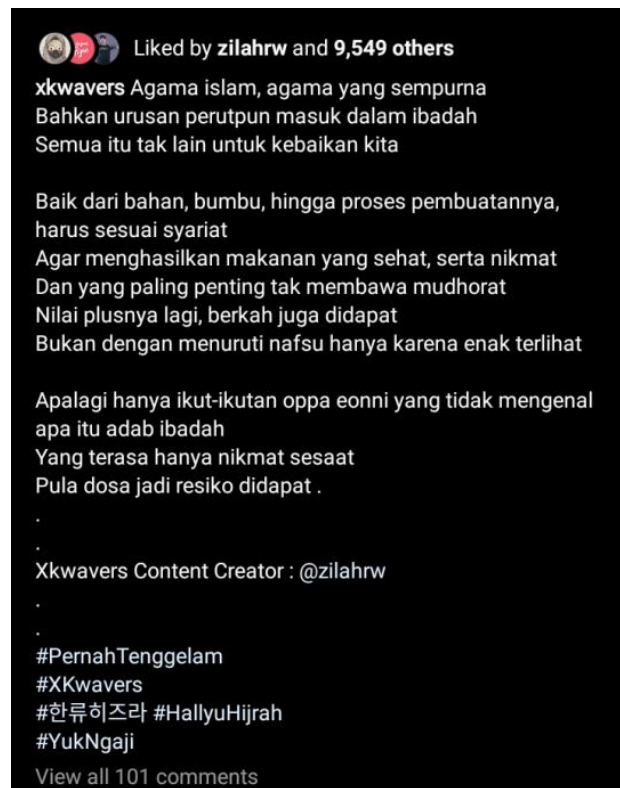 Liked by zilahrw and 9,549 others
xkwavers Agama islam, agama yang sempurna
Bahkan urusan perutpun masuk dalam ibadah
Semua itu tak lain untuk kebaikan kita
Baik dari bahan, bumbu, hingga proses pembuatannya,
harus sesuai syariat
Agar menghasilkan makanan yang sehat, serta nikmat
Dan yang paling penting tak membawa mudhorat
Nilai plusnya lagi, berkah juga didapat
Bukan dengan menuruti nafsu hanya karena enak terlihat
Apalagi hanya ikut-ikutan oppa eonni yang tidak mengenal
apa itu adab ibadah
Yang terasa hanya nikmat sesaat
Pula dosa jadi resiko didapat .
.
.
Xkwavers Content Creator : @zilahrw
.
.
#PernahTenggelam
#XKwavers
#한류히즈라 #HallyuHijrah
#YukNgaji
View all 101 comments